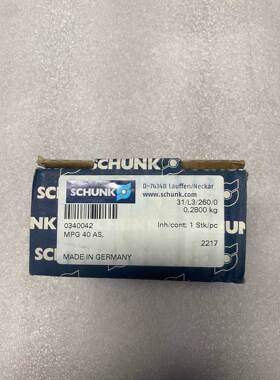 SCHUNK
SCHUNK
D-74348 Lauffen/Neckar
www.schunk.com
31/L3/260/0
0,2800 kg
0340042
Inh/cont: 1 Stk/pc
MPG 40 AS,
2217
MADE IN GERMANY